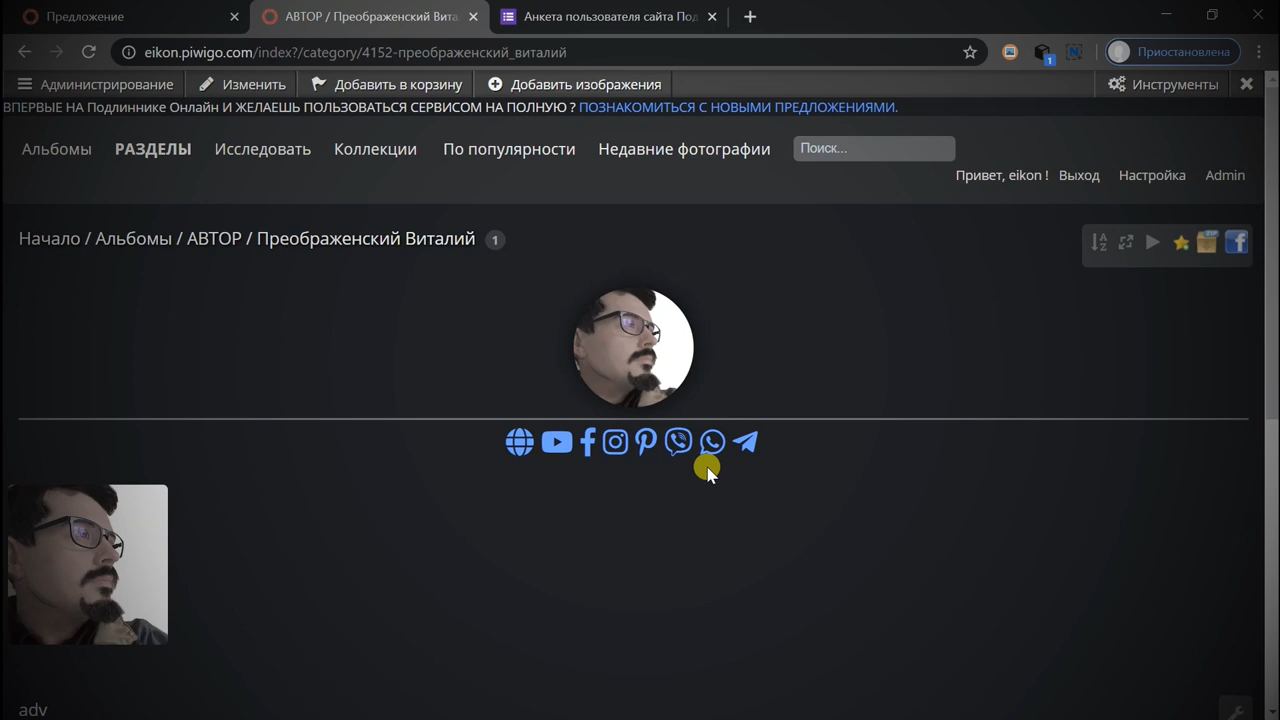 Предложение
АВТОР / Преображенский Вита
Анкета пользователя сайта Под
eikon.piwigo.com/index?/category/4152-преображенский_виталий
1
Приостановлена
Администрирование
Изменить
Добавить в корзину
Добавить изображения
Инструменты
ВПЕРВЫЕ НА Подлиннике Онлайн И ЖЕЛАЕШЬ ПОЛЬЗОВАТЬСЯ СЕРВИСОМ НА ПОЛНУЮ ? ПОЗНАКОМИТЬСЯ С НОВЫМИ ПРЕДЛОЖЕНИЯМИ.
Альбомы РАЗДЕЛЫ Исследовать Коллекции По популярности Недавние фотографии Поиск...
Привет, eikon ! Выход Настройка Admin
Начало / Альбомы / АВТОР / Преображенский Виталий 1
adv